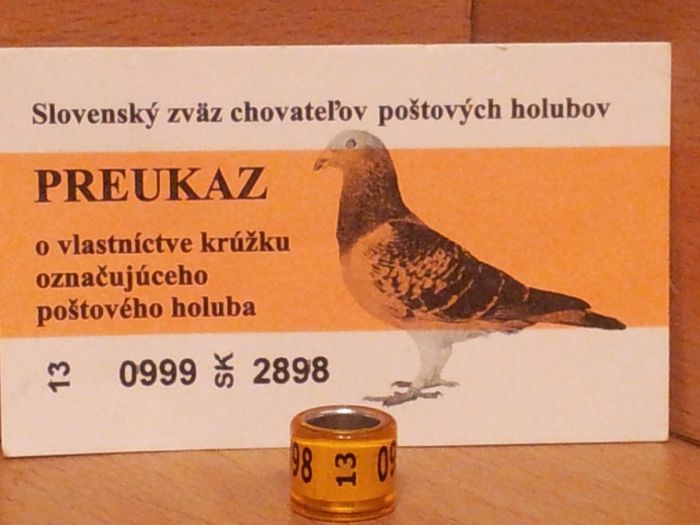 Slovenský zväz chovateľov poštových holubov
PREUKAZ
o vlastníctve krúžku
označujúceho
poštového holuba
13 0999 SK 2898
98 13 09